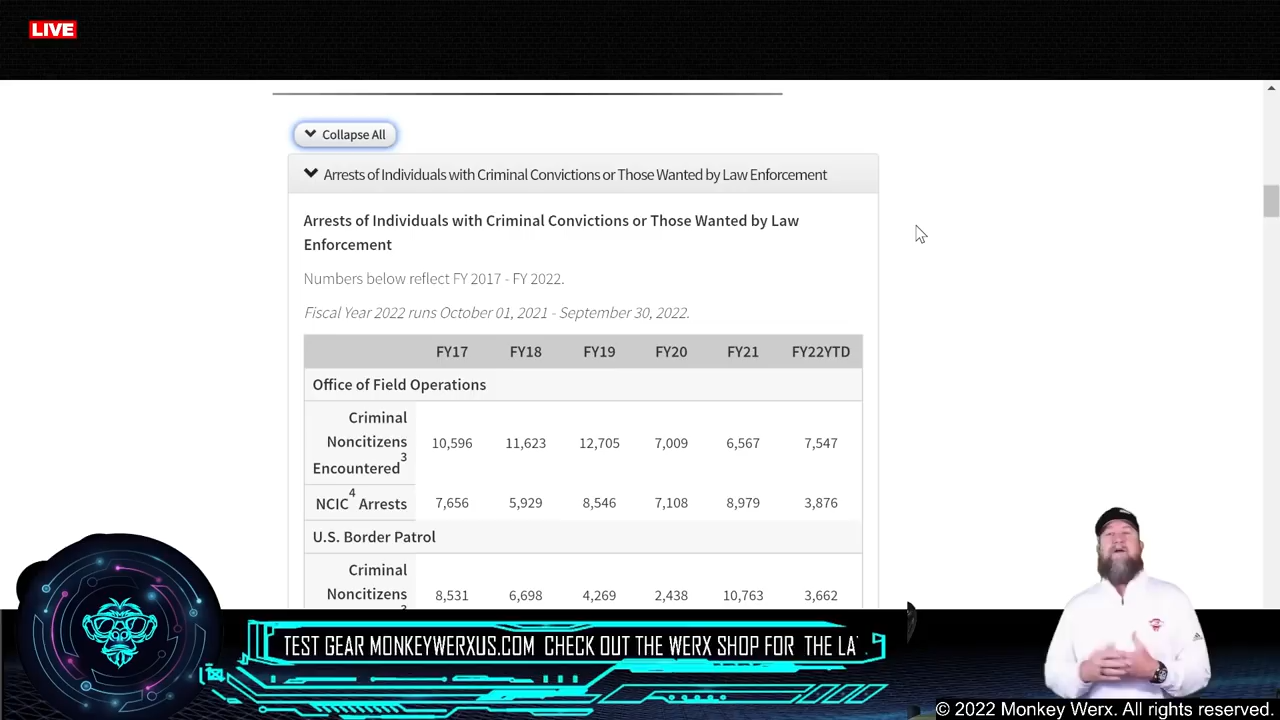 LIVE
Collapse All
Arrests of Individuals with Criminal Convictions or Those Wanted by Law Enforcement
Arrests of Individuals with Criminal Convictions or Those Wanted by Law
Enforcement
Numbers below reflect FY 2017 - FY 2022.
Fiscal Year 2022 runs October 01, 2021 - September 30, 2022.
FY17 FY18 FY19 FY20 FY21 FY22YTD
Office of Field Operations
Criminal
Noncitizens
Encountered3 10,596 11,623 12,705 7,009 6,567 7,547
NCIC4 Arrests 7,656 5,929 8,546 7,108 8,979 3,876
U.S. Border Patrol
Criminal
Noncitizens 8,531 6,698 4,269 2,438 10,763 3,662
TEST GEAR MONKEYWERXUS.COM CHECK OUT THE WERX SHOP FOR THE LA
© 2022 Monkey Werx. All rights reserved.